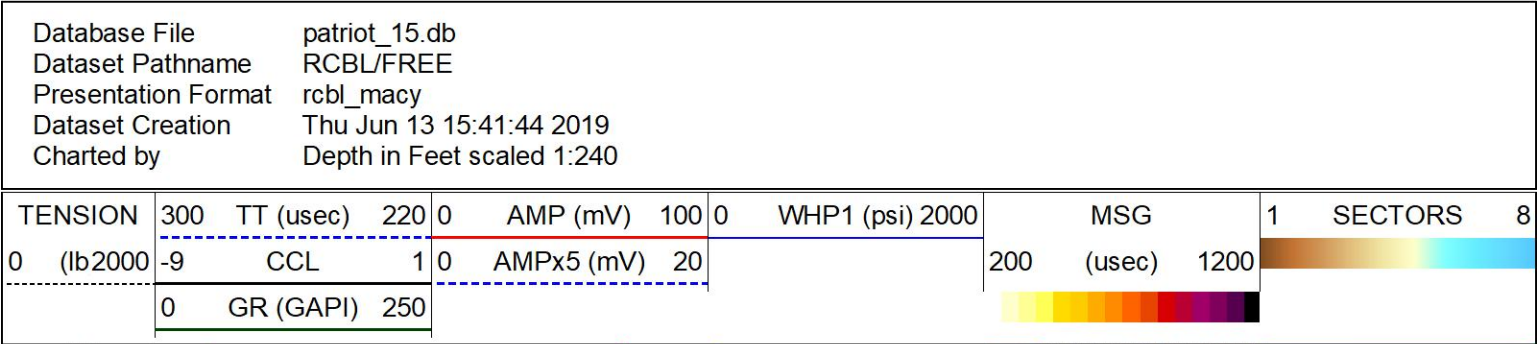 Database File patriot_15.db
Dataset Pathname RCBL/FREE
Presentation Format rcbl_macy
Dataset Creation Thu Jun 13 15:41:44 2019
Charted by Depth in Feet scaled 1:240
TENSION 300 TT (usec) 220 0 AMP (mV) 100 0 WHP1 (psi) 2000 MSG 1 SECTORS 8
0 (lb2000 -9 CCL 1 0 AMPx5 (mV) 20 200 (usec) 1200
0 GR (GAPI) 250